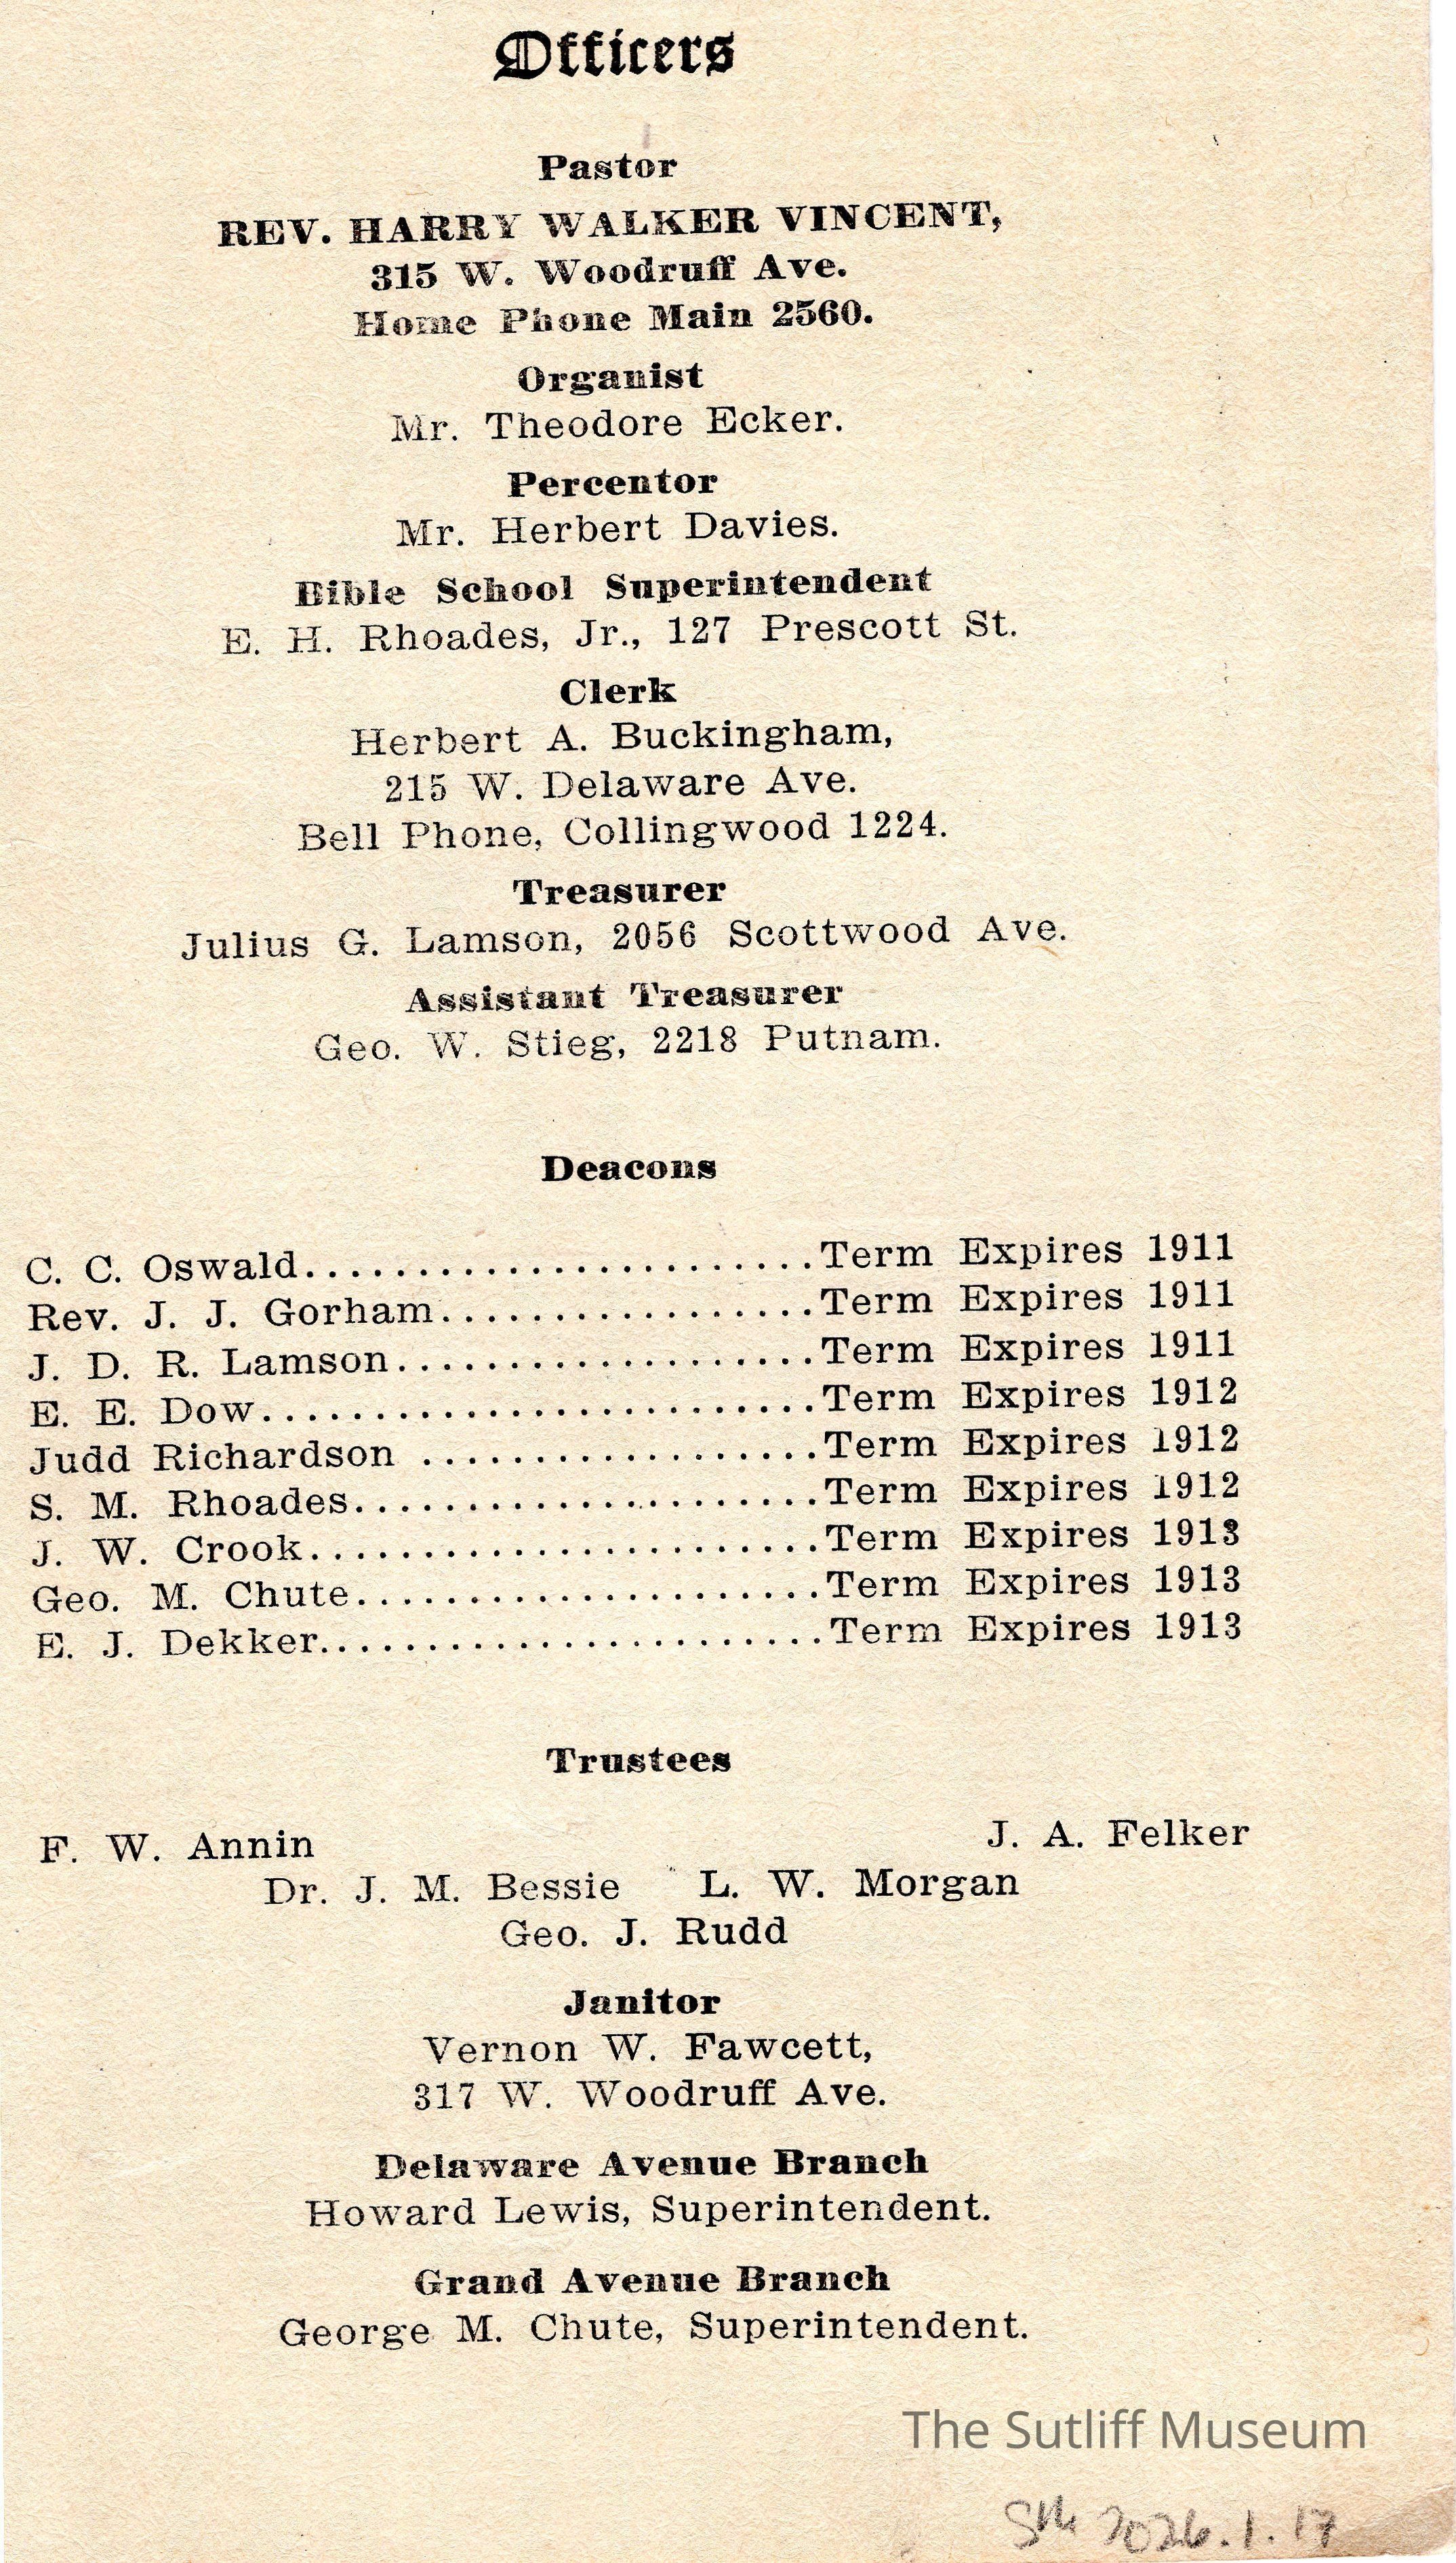 Officers
Pastor
REV. HARRY WALKER VINCENT,
315 W. Woodruff Ave.
Home Phone Main 2560.
Organist
Mr. Theodore Ecker.
Percentor
Mr. Herbert Davies.
Bible School Superintendent
E. H. Rhoades, Jr., 127 Prescott St.
Clerk
Herbert A. Buckingham,
215 W. Delaware Ave.
Bell Phone, Collingwood 1224.
Treasurer
Julius G. Lamson, 2056 Scottwood Ave.
Assistant Treasurer
Geo. W. Stieg, 2218 Putnam.
Deacons
C. C. Oswald.......................Term Expires 1911
Rev. J. J. Gorham.................Term Expires 1911
J. D. R. Lamson...................Term Expires 1911
E. E. Dow.........................Term Expires 1912
Judd Richardson ..................Term Expires 1912
S. M. Rhoades.....................Term Expires 1912
J. W. Crook.......................Term Expires 1913
Geo. M. Chute.....................Term Expires 1913
E. J. Dekker.......................Term Expires 1913
Trustees
F. W. Annin J. A. Felker
Dr. J. M. Bessie L. W. Morgan
Geo. J. Rudd
Janitor
Vernon W. Fawcett,
317 W. Woodruff Ave.
Delaware Avenue Branch
Howard Lewis, Superintendent.
Grand Avenue Branch
George M. Chute, Superintendent.
The Sutliff Museum
2026.1.17